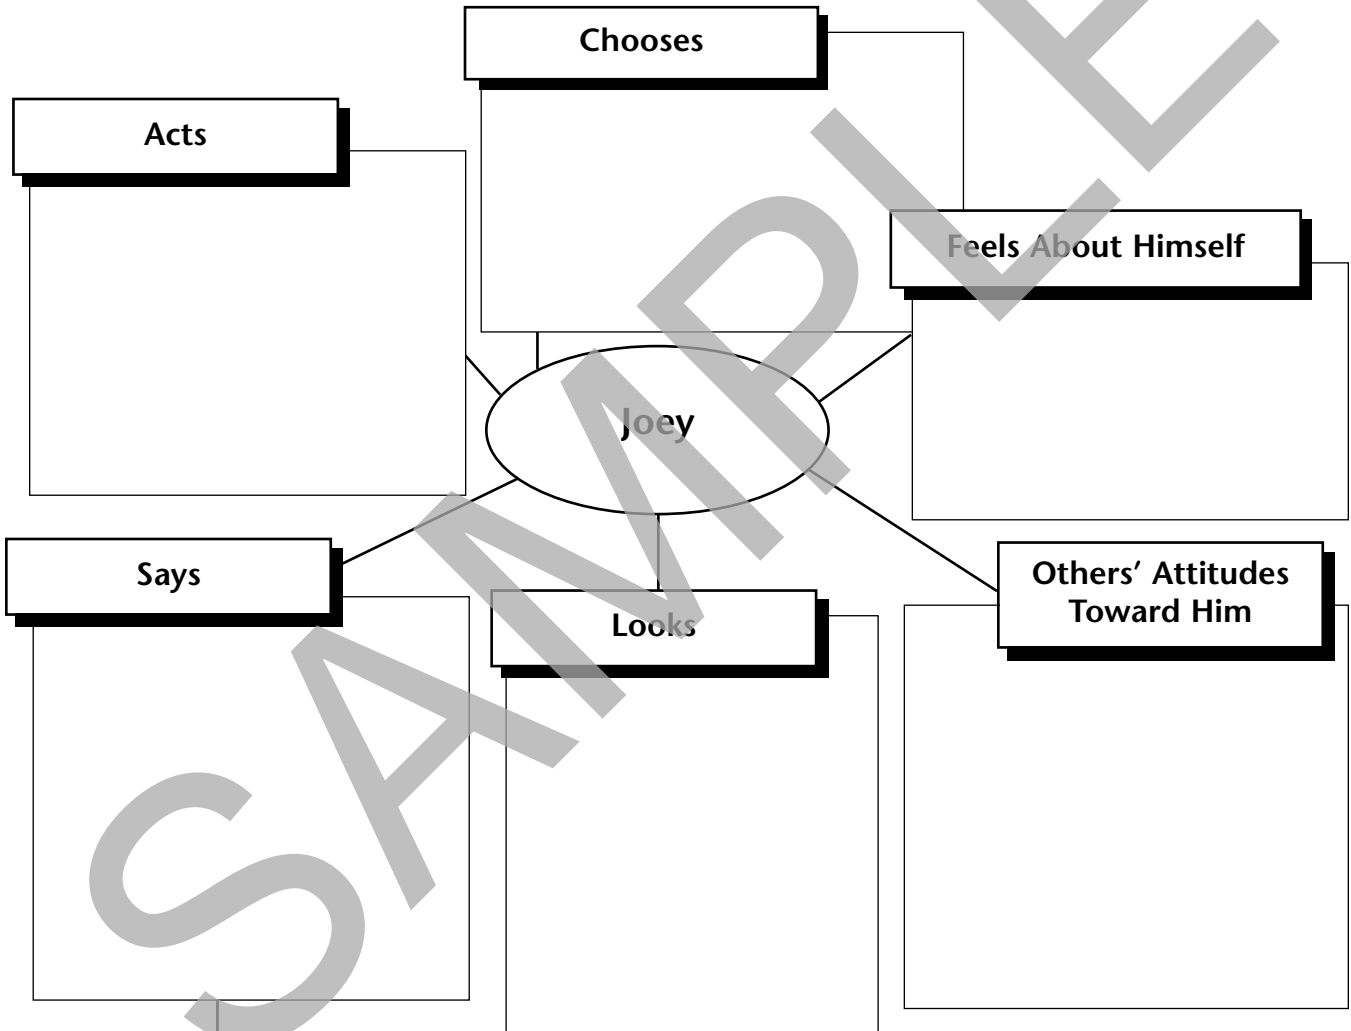 Chooses
Acts
Feels About Himself
Joey
Says
Looks
Others’ Attitudes
Toward Him
SAMPLE